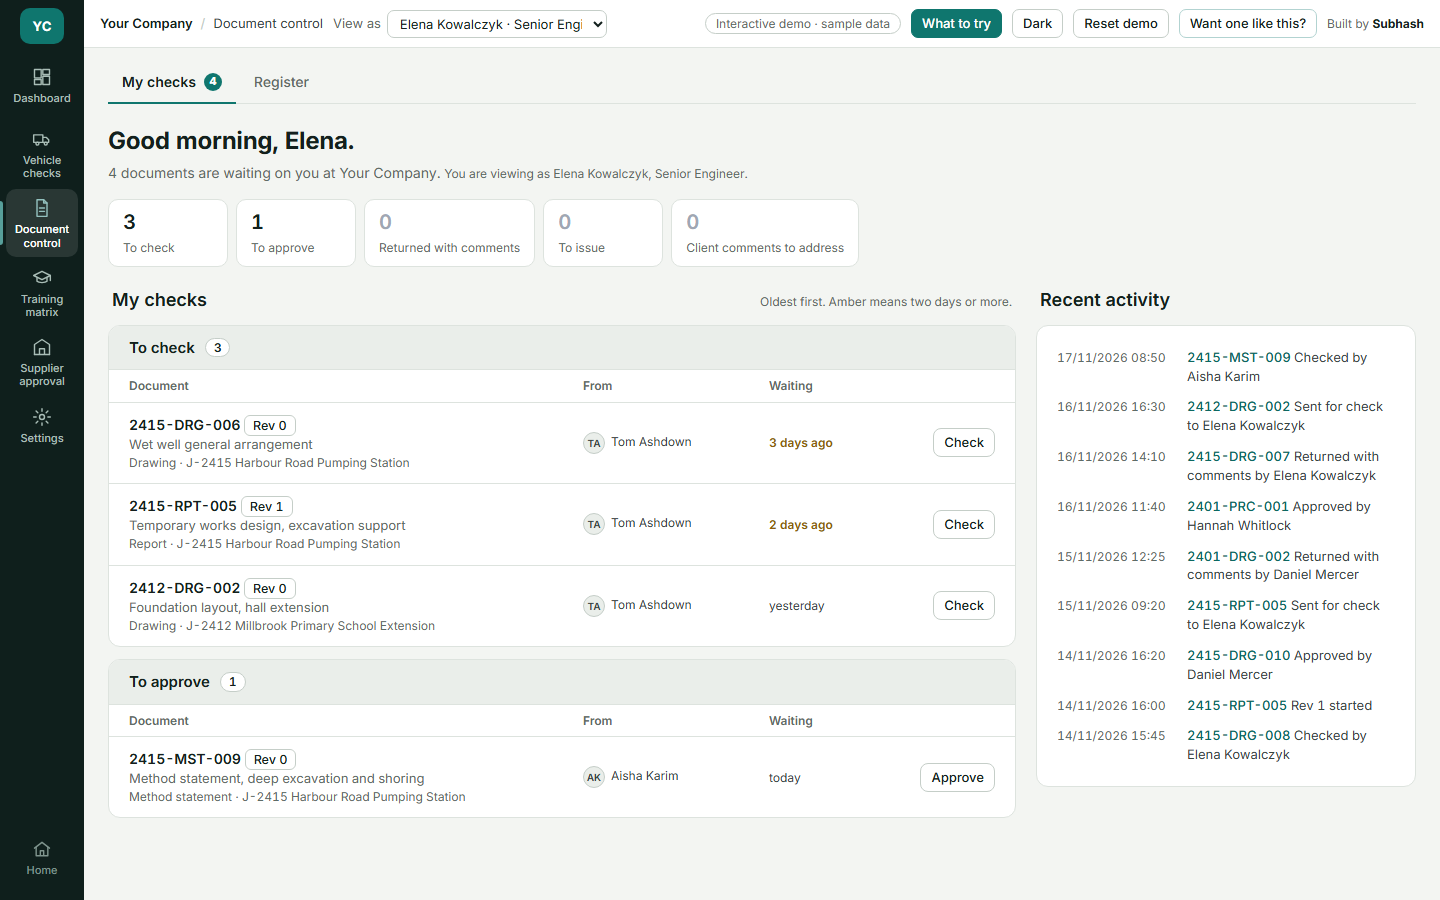 YC
Dashboard
Vehicle
checks
Document
control
Training
matrix
Supplier
approval
Settings
Home
Your Company / Document control View as Elena Kowalczyk · Senior Engi
Interactive demo · sample data What to try Dark Reset demo Want one like this? Built by Subhash
My checks 4 Register
Good morning, Elena.
4 documents are waiting on you at Your Company. You are viewing as Elena Kowalczyk, Senior Engineer.
3
To check
1
To approve
0
Returned with comments
0
To issue
0
Client comments to address
My checks
Oldest first. Amber means two days or more.
To check 3
Document From Waiting
2415-DRG-006 Rev 0
Wet well general arrangement
Drawing · J-2415 Harbour Road Pumping Station
TA Tom Ashdown
3 days ago
Check
2415-RPT-005 Rev 1
Temporary works design, excavation support
Report · J-2415 Harbour Road Pumping Station
TA Tom Ashdown
2 days ago
Check
2412-DRG-002 Rev 0
Foundation layout, hall extension
Drawing · J-2412 Millbrook Primary School Extension
TA Tom Ashdown
yesterday
Check
To approve 1
Document From Waiting
2415-MST-009 Rev 0
Method statement, deep excavation and shoring
Method statement · J-2415 Harbour Road Pumping Station
AK Aisha Karim
today
Approve
Recent activity
17/11/2026 08:50 2415-MST-009 Checked by
Aisha Karim
16/11/2026 16:30 2412-DRG-002 Sent for check
to Elena Kowalczyk
16/11/2026 14:10 2415-DRG-007 Returned with
comments by Elena Kowalczyk
16/11/2026 11:40 2401-PRC-001 Approved by
Hannah Whitlock
15/11/2026 12:25 2401-DRG-002 Returned with
comments by Daniel Mercer
15/11/2026 09:20 2415-RPT-005 Sent for check
to Elena Kowalczyk
14/11/2026 16:20 2415-DRG-010 Approved by
Daniel Mercer
14/11/2026 16:00 2415-RPT-005 Rev 1 started
14/11/2026 15:45 2415-DRG-008 Checked by
Elena Kowalczyk